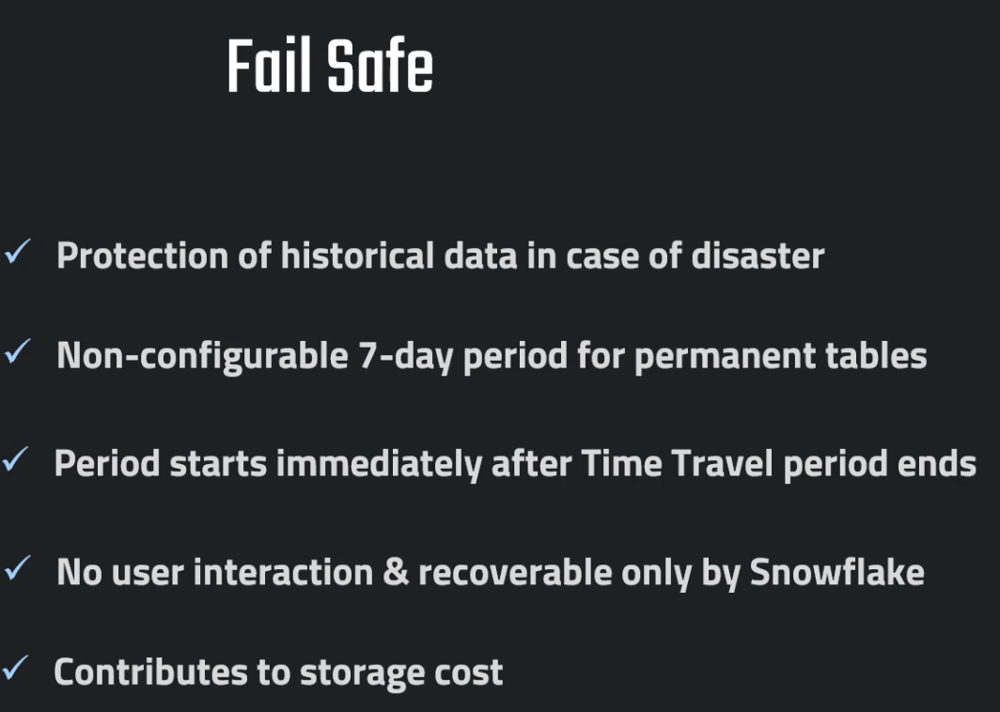 Fail Safe
✓ Protection of historical data in case of disaster
✓ Non-configurable 7-day period for permanent tables
✓ Period starts immediately after Time Travel period ends
✓ No user interaction & recoverable only by Snowflake
✓ Contributes to storage cost